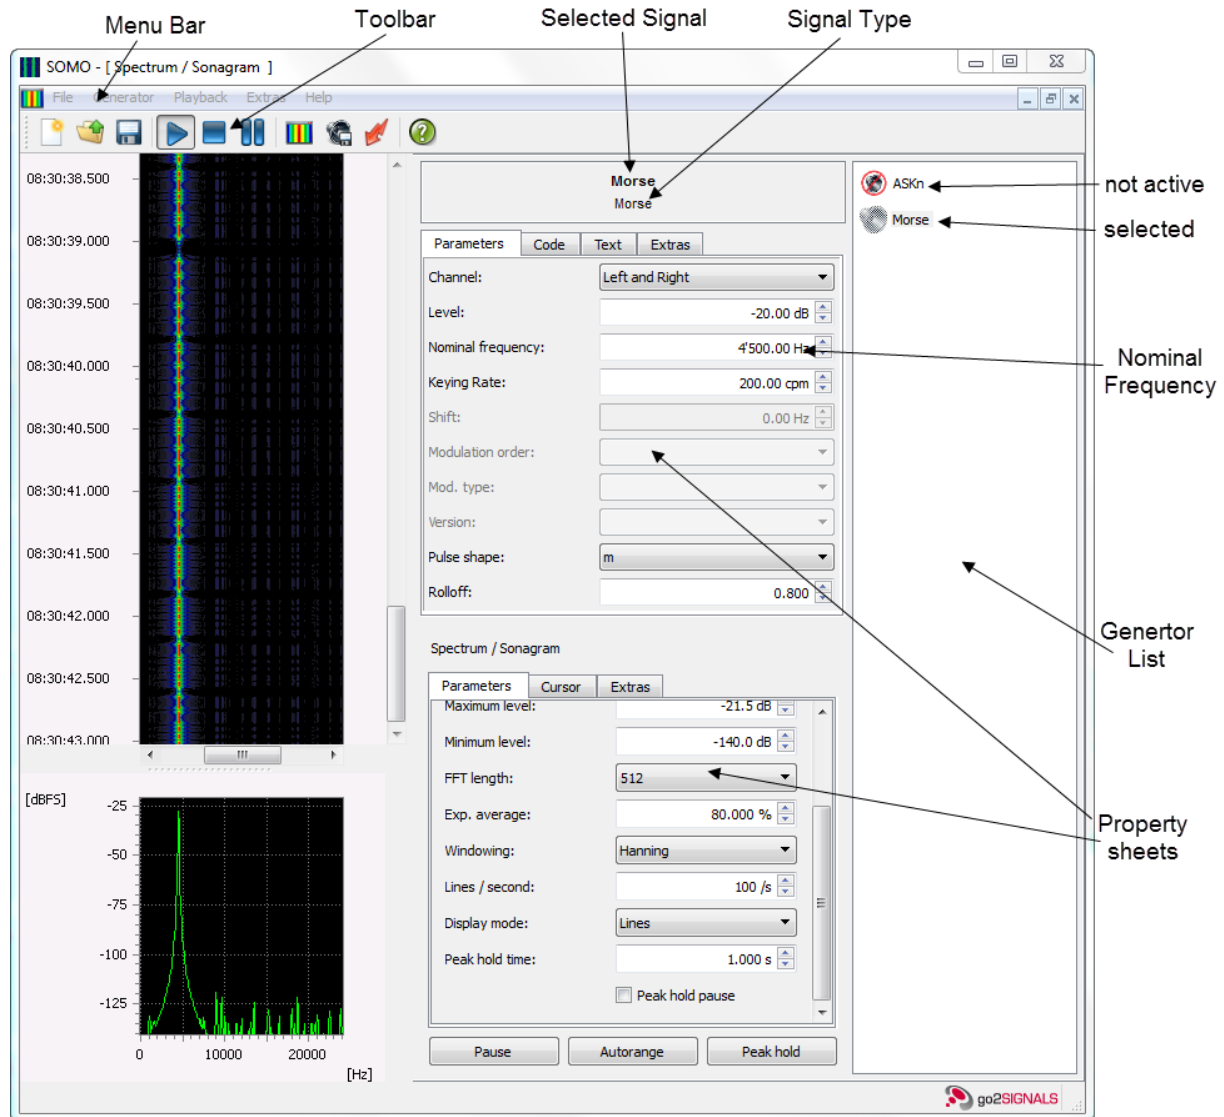 Menu Bar
Toolbar
Selected Signal
Signal Type
SOMO - [ Spectrum / Sonagram ]
File Generator Playback Extras Help
08:30:38.500
08:30:39.000
08:30:39.500
08:30:40.000
08:30:40.500
08:30:41.000
08:30:41.500
08:30:42.000
08:30:42.500
08:30:43.000
[dBFS]
-25
-50
-75
-100
-125
0 10000 20000
[Hz]
Morse
Morse
Parameters Code Text Extras
Channel: Left and Right
Level: -20.00 dB
Nominal frequency: 4'500.00 Hz
Keying Rate: 200.00 cpm
Shift: 0.00 Hz
Modulation order:
Mod. type:
Version:
Pulse shape: m
Rolloff: 0.800
Spectrum / Sonagram
Parameters Cursor Extras
Maximum level: -21.5 dB
Minimum level: -140.0 dB
FFT length: 512
Exp. average: 80.000 %
Windowing: Hanning
Lines / second: 100 /s
Display mode: Lines
Peak hold time: 1.000 s
Peak hold pause
Pause Autorange Peak hold
ASKn
Morse
not active
selected
Nominal
Frequency
Genertor
List
Property
sheets
go2SIGNALS